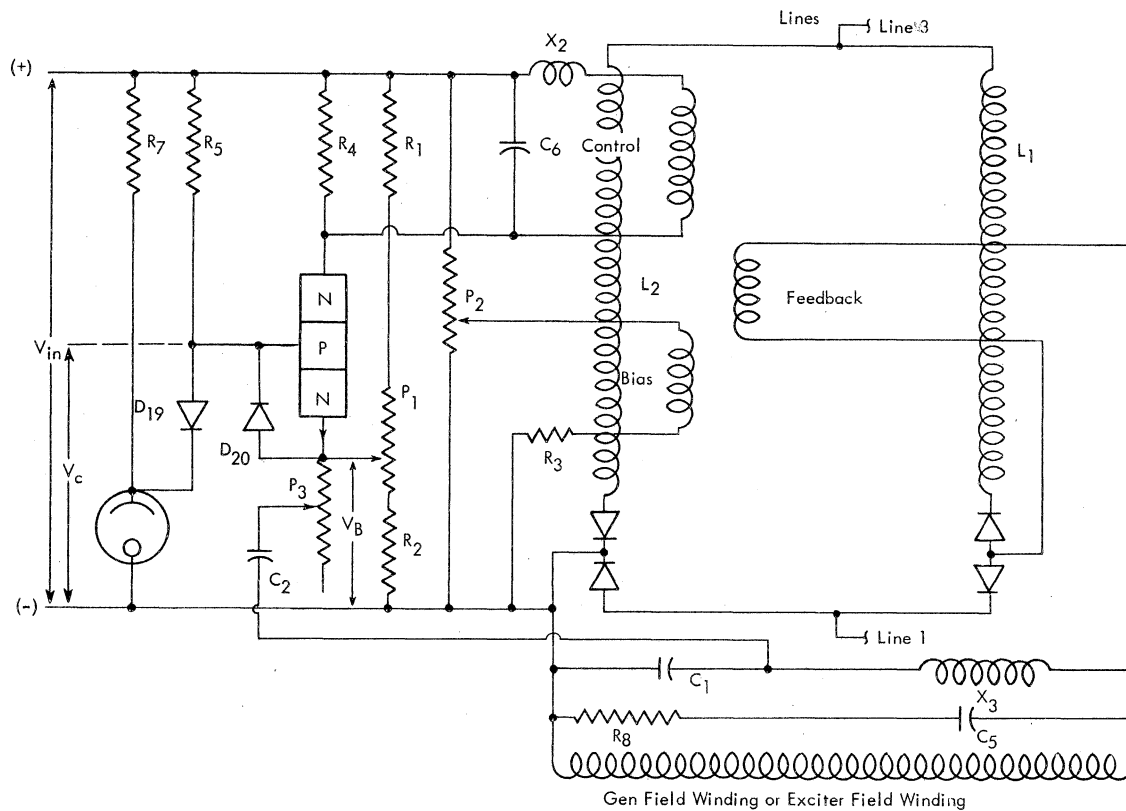 Lines
Line 3
X2
(+)
R7
R5
R4
R1
C6
Control
L1
N
P
N
P2
L2
Feedback
Vin
Bias
D19
P1
D20
R3
Vc
P3
VB
C2
R2
(-)
Line 1
C1
X3
R8
C5
Gen Field Winding or Exciter Field Winding